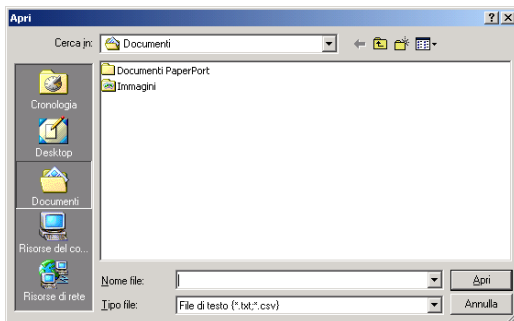 Apri
Cerca in: Documenti
Documenti PaperPort
Immagini
Cronologia
Desktop
Documenti
Risorse del co...
Risorse di rete
Nome file:
Apri
Tipo file: File di testo (*.txt;*.csv)
Annulla